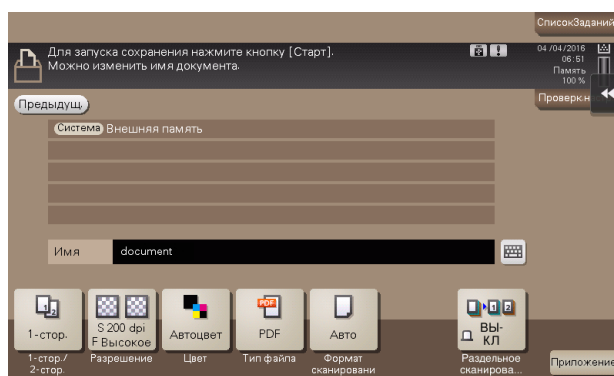 СписокЗаданий
Для запуска сохранения нажмите кнопку [Старт].
Можно изменить имя документа.
04/04/2016
06:51
Память
100 %
Предыдущ.
Проверк.н
Система Внешняя память
Имя document
1-стор.
S 200 dpi
F Высокое
Автоцвет
PDF
PDF
Авто
ВЫ-
КЛ
1-стор./
2-стор.
Разрешение
Цвет
Тип файла
Формат
сканировани
Раздельное
сканирова...
Приложение